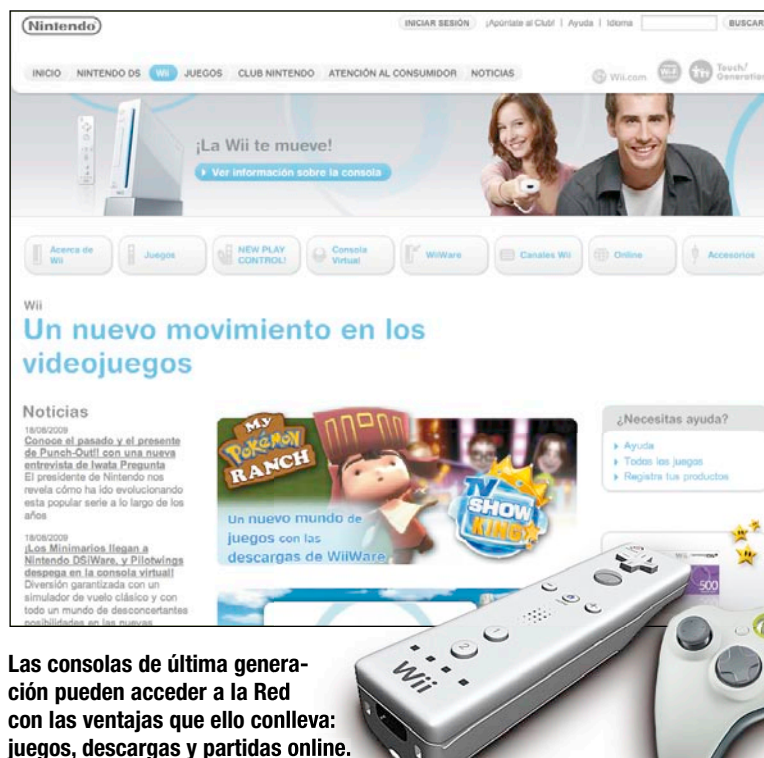 Nintendo
INICIAR SESIÓN ¡Apúntate al Club! | Ayuda | Idioma BUSCAR
INICIO NINTENDO DS Wii JUEGOS CLUB NINTENDO ATENCIÓN AL CONSUMIDOR NOTICIAS Wii.com Touch! Generations
¡La Wii te mueve!
Ver información sobre la consola
Acerca de Wii
Juegos
NEW PLAY CONTROL!
Consola Virtual
WiiWare
Canales Wii
Online
Accesorios
Wii
Un nuevo movimiento en los
videojuegos
Noticias
18/08/2009
Conoce el pasado y el presente
de Punch-Out!! con una nueva
entrevista de Iwata Pregunta
El presidente de Nintendo nos
revela cómo ha ido evolucionando
esta popular serie a lo largo de los
años
18/08/2009
¡Los Minimarios llegan a
Nintendo DSiWare, y Pilotwings
despega en la consola virtual!
Diversión garantizada con un
simulador de vuelo clásico y con
todo un mundo de desconcertantes
posibilidades en las nuevas
My
Pokémon
RANCH
TV
SHOW
KING
Un nuevo mundo de
juegos con las
descargas de WiiWare
¿Necesitas ayuda?
Ayuda
Todos los juegos
Registra tus productos
500
Wii
Las consolas de última genera-
ción pueden acceder a la Red
con las ventajas que ello conlleva:
juegos, descargas y partidas online.